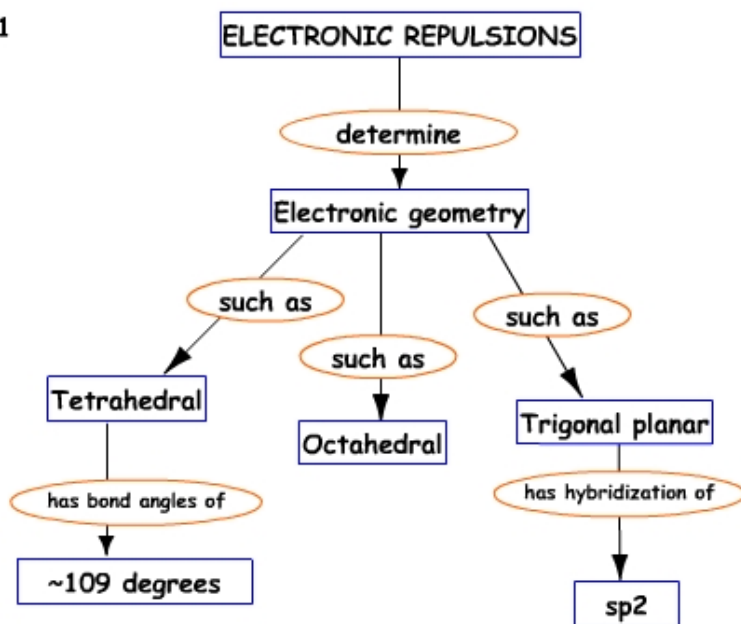 1
ELECTRONIC REPULSIONS
determine
Electronic geometry
such as
such as
such as
Tetrahedral
Octahedral
Trigonal planar
has bond angles of
has hybridization of
~109 degrees
sp2